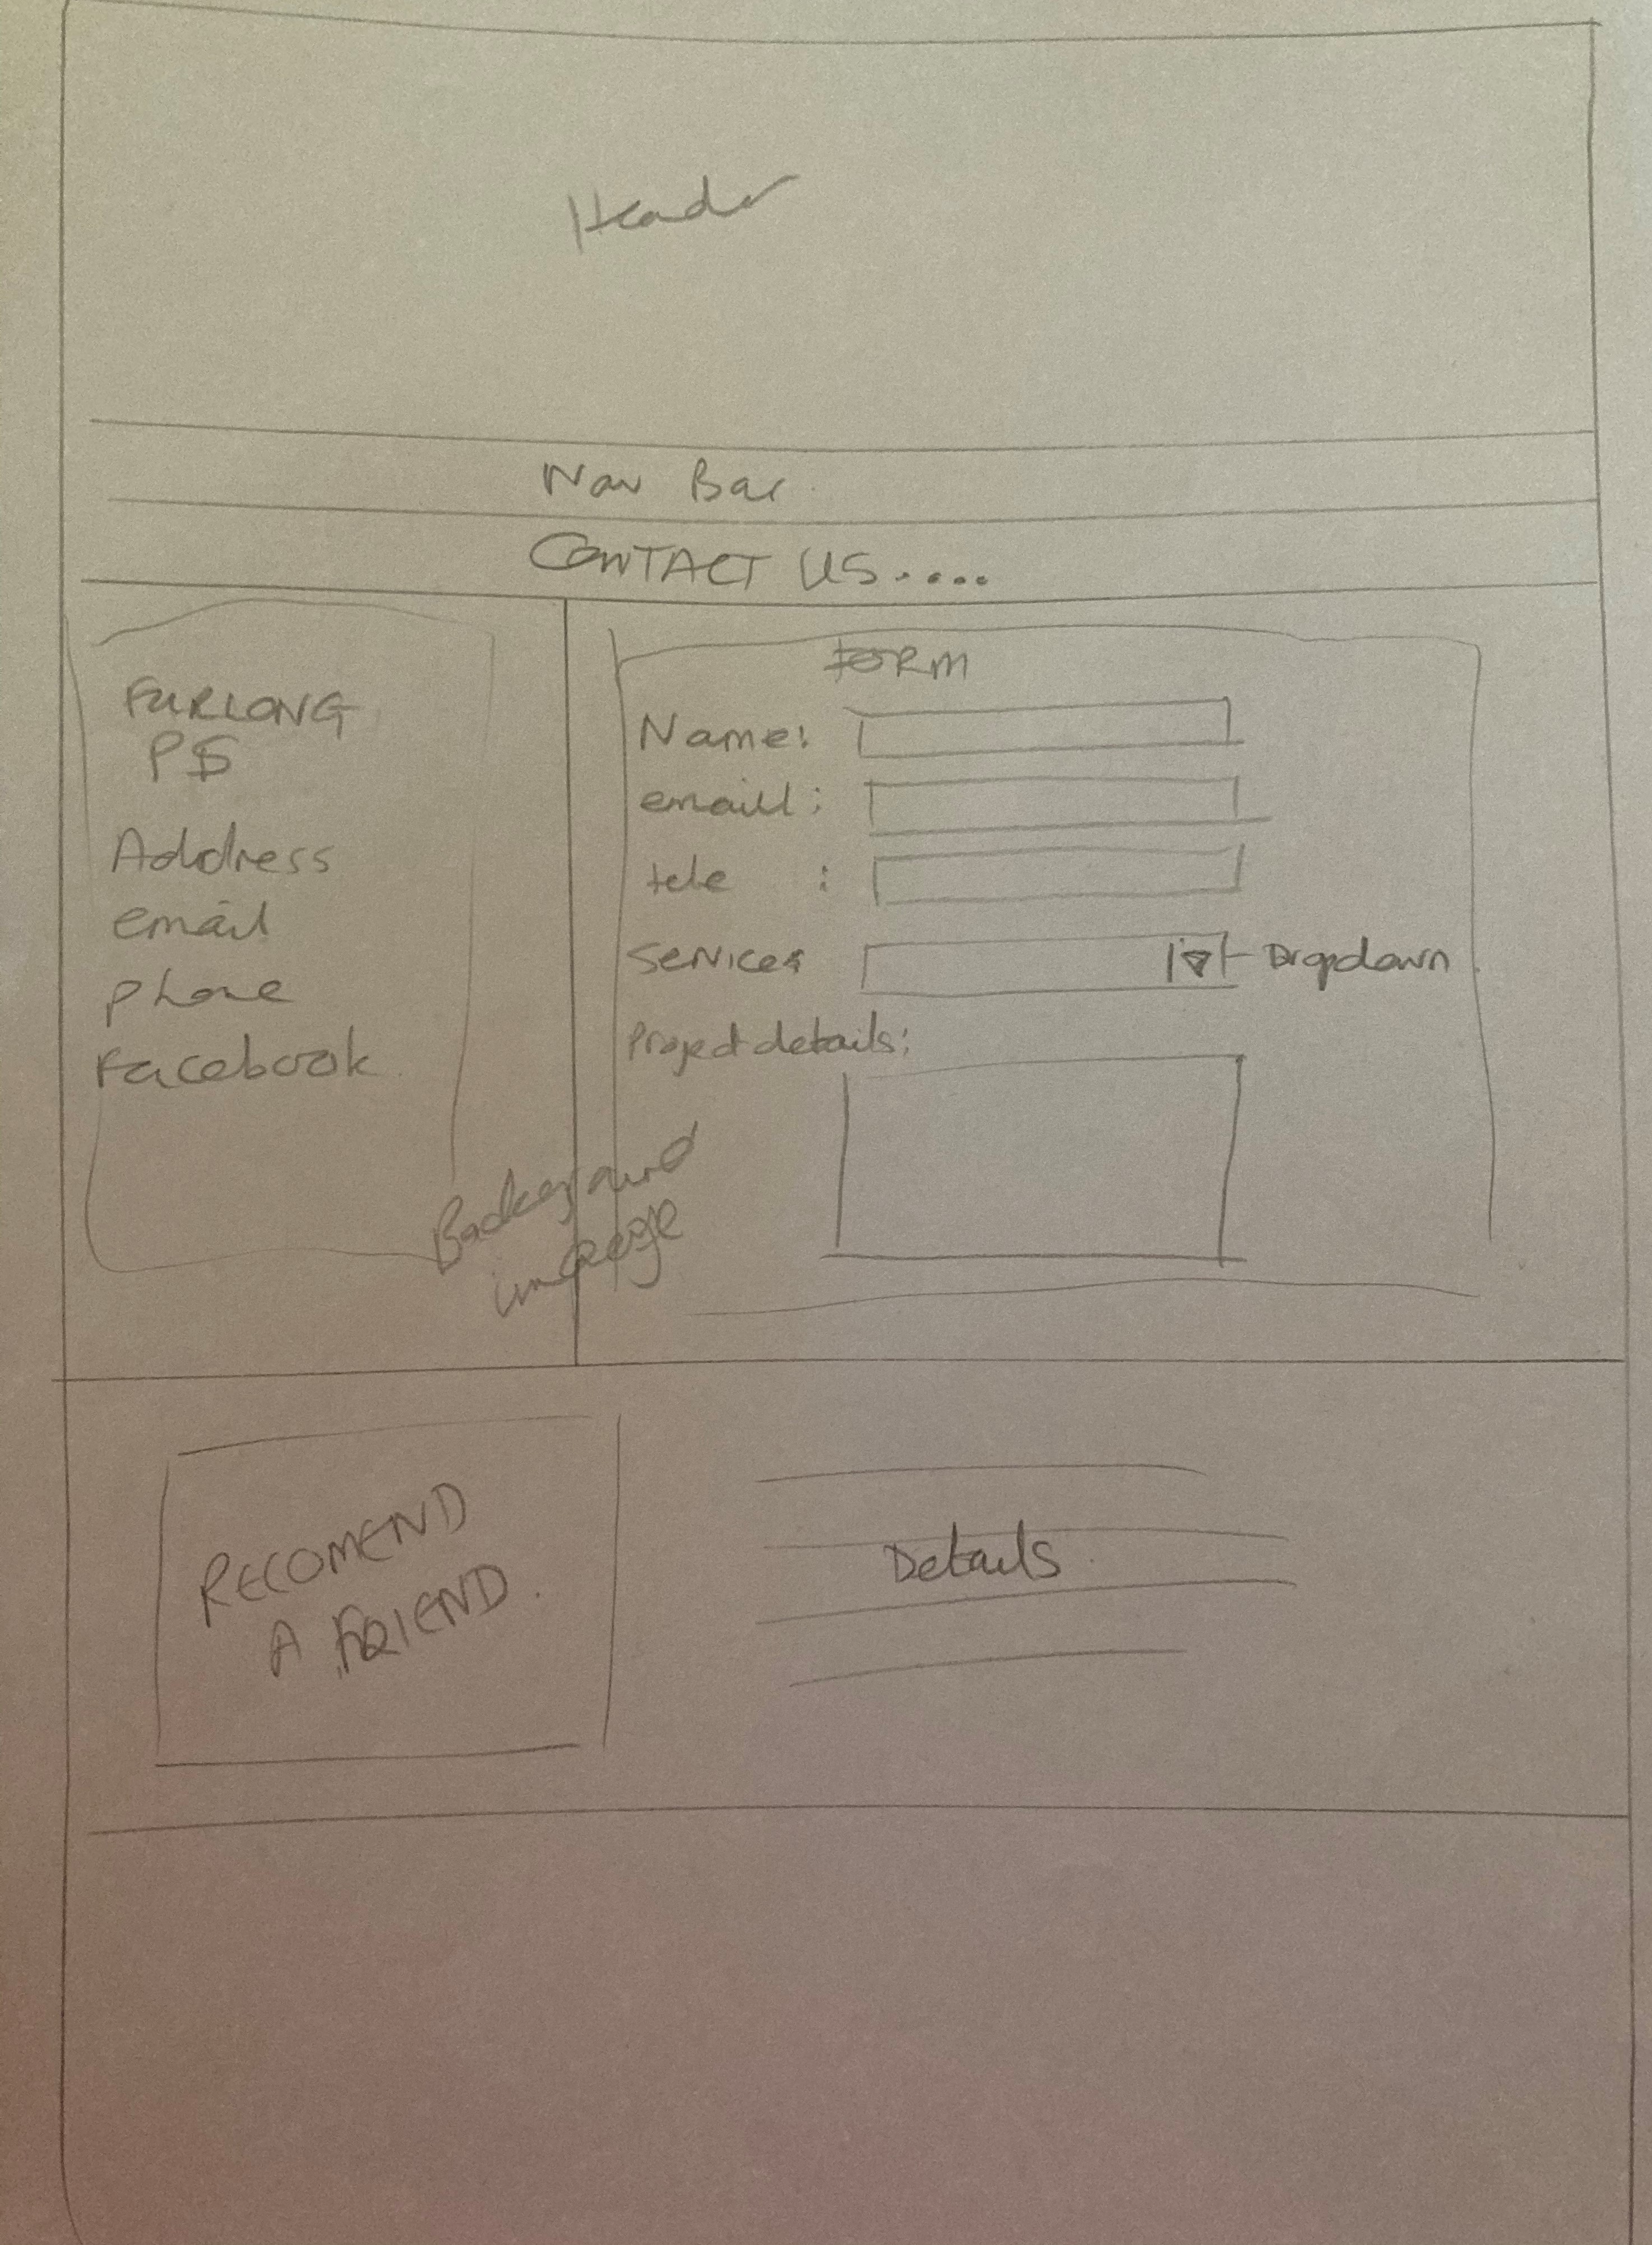 Header
Nav Bar
CONTACT US.....
FURLONG
PS
Address
email
phone
Facebook
FORM
Name:
email:
tele :
Services
Dropdown
Project details:
Background
image
RECOMEND
A FRIEND.
Details